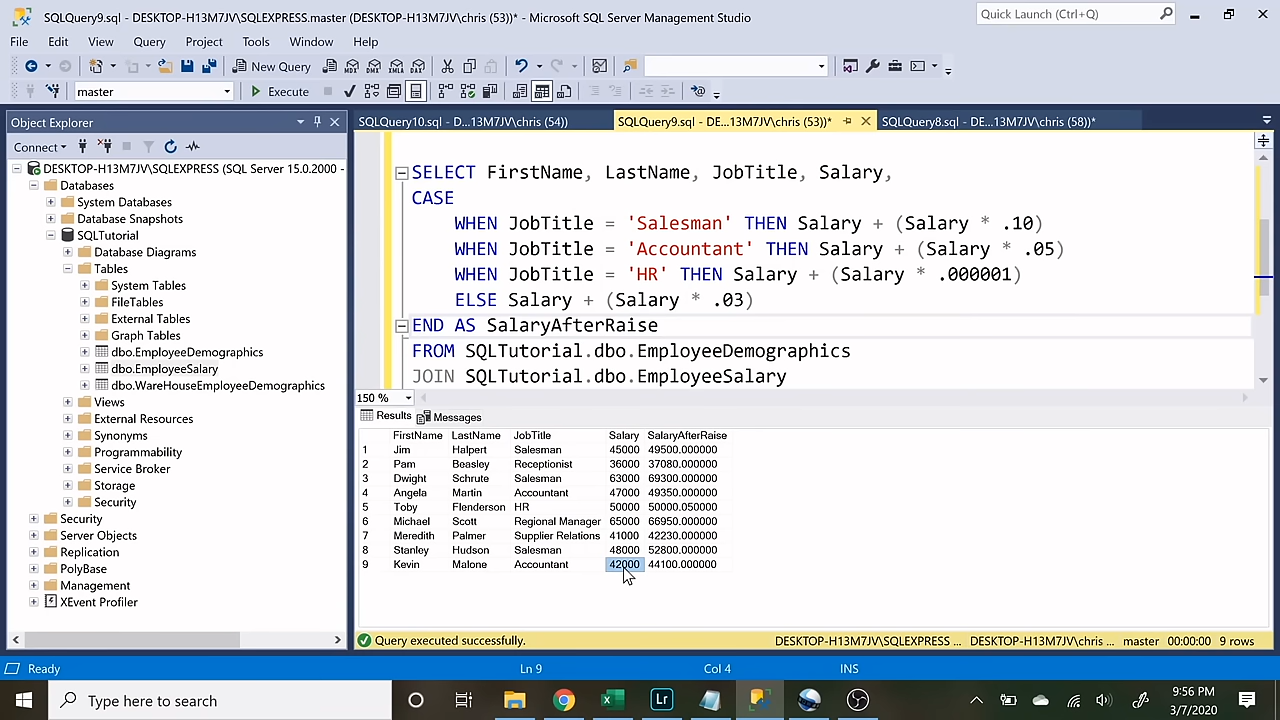 SQLQuery9.sql - DESKTOP-H13M7JV\SQLEXPRESS.master (DESKTOP-H13M7JV\chris (53))* - Microsoft SQL Server Management Studio
Quick Launch (Ctrl+Q)
File Edit View Query Project Tools Window Help
New Query
MDX DMX XMLA DAX
master
Execute
Object Explorer
SQLQuery10.sql - D...13M7JV\chris (54))
SQLQuery9.sql - DE...13M7JV\chris (53))*
SQLQuery8.sql - DE...13M7JV\chris (58))*
Connect
DESKTOP-H13M7JV\SQLEXPRESS (SQL Server 15.0.2000 -
Databases
System Databases
Database Snapshots
SQLTutorial
Database Diagrams
Tables
System Tables
FileTables
External Tables
Graph Tables
dbo.EmployeeDemographics
dbo.EmployeeSalary
dbo.WareHouseEmployeeDemographics
Views
External Resources
Synonyms
Programmability
Service Broker
Storage
Security
Security
Server Objects
Replication
PolyBase
Management
XEvent Profiler
SELECT FirstName, LastName, JobTitle, Salary,
CASE
WHEN JobTitle = 'Salesman' THEN Salary + (Salary * .10)
WHEN JobTitle = 'Accountant' THEN Salary + (Salary * .05)
WHEN JobTitle = 'HR' THEN Salary + (Salary * .000001)
ELSE Salary + (Salary * .03)
END AS SalaryAfterRaise
FROM SQLTutorial.dbo.EmployeeDemographics
JOIN SQLTutorial.dbo.EmployeeSalary
150 %
Results Messages
FirstName LastName JobTitle Salary SalaryAfterRaise
1 Jim Halpert Salesman 45000 49500.000000
2 Pam Beasley Receptionist 36000 37080.000000
3 Dwight Schrute Salesman 63000 69300.000000
4 Angela Martin Accountant 47000 49350.000000
5 Toby Flenderson HR 50000 50000.050000
6 Michael Scott Regional Manager 65000 66950.000000
7 Meredith Palmer Supplier Relations 41000 42230.000000
8 Stanley Hudson Salesman 48000 52800.000000
9 Kevin Malone Accountant 42000 44100.000000
Query executed successfully.
DESKTOP-H13M7JV\SQLEXPRESS ... DESKTOP-H13M7JV\chris ... master 00:00:00 9 rows
Ready Ln 9 Col 4 INS
Type here to search
Lr
9:56 PM
3/7/2020